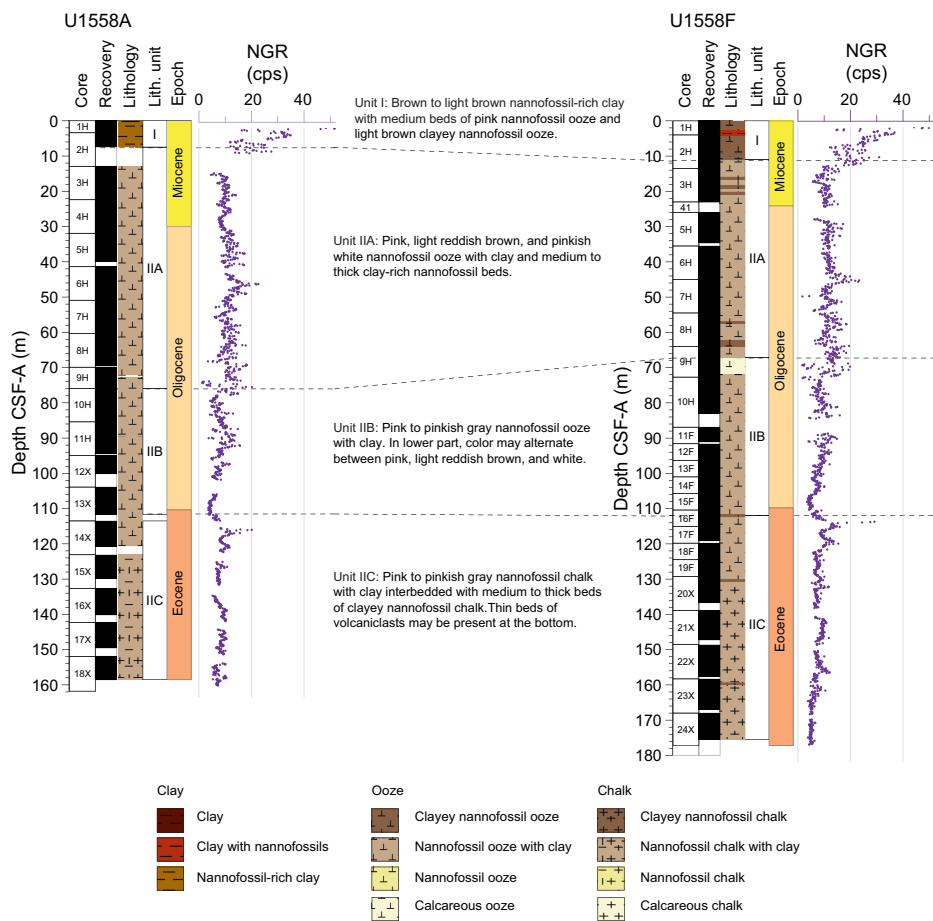 U1558A
U1558F
Core
Recovery
Lithology
Lith. unit
Epoch
NGR
(cps)
0 20 40
Core
Recovery
Lithology
Lith. unit
Epoch
NGR
(cps)
0 20 40
Depth CSF-A (m)
0
10
20
30
40
50
60
70
80
90
100
110
120
130
140
150
160
1H
2H
3H
4H
5H
6H
7H
8H
9H
10H
11H
12X
13X
14X
15X
16X
17X
18X
I
IIA
IIB
IIC
Miocene
Oligocene
Eocene
Unit I: Brown to light brown nannofossil-rich clay
with medium beds of pink nannofossil ooze and
light brown clayey nannofossil ooze.
Unit IIA: Pink, light reddish brown, and pinkish
white nannofossil ooze with clay and medium to
thick clay-rich nannofossil beds.
Unit IIB: Pink to pinkish gray nannofossil ooze
with clay. In lower part, color may alternate
between pink, light reddish brown, and white.
Unit IIC: Pink to pinkish gray nannofossil chalk
with clay interbedded with medium to thick beds
of clayey nannofossil chalk.Thin beds of
volcaniclasts may be present at the bottom.
Depth CSF-A (m)
0
10
20
30
40
50
60
70
80
90
100
110
120
130
140
150
160
170
180
1H
2H
3H
41
5H
6H
7H
8H
9H
10H
11F
12F
13F
14F
15F
16F
17F
18F
19F
20X
21X
22X
23X
24X
I
IIA
IIB
IIC
Miocene
Oligocene
Eocene
Clay
Clay
Clay with nannofossils
Nannofossil-rich clay
Ooze
Clayey nannofossil ooze
Nannofossil ooze with clay
Nannofossil ooze
Calcareous ooze
Chalk
Clayey nannofossil chalk
Nannofossil chalk with clay
Nannofossil chalk
Calcareous chalk